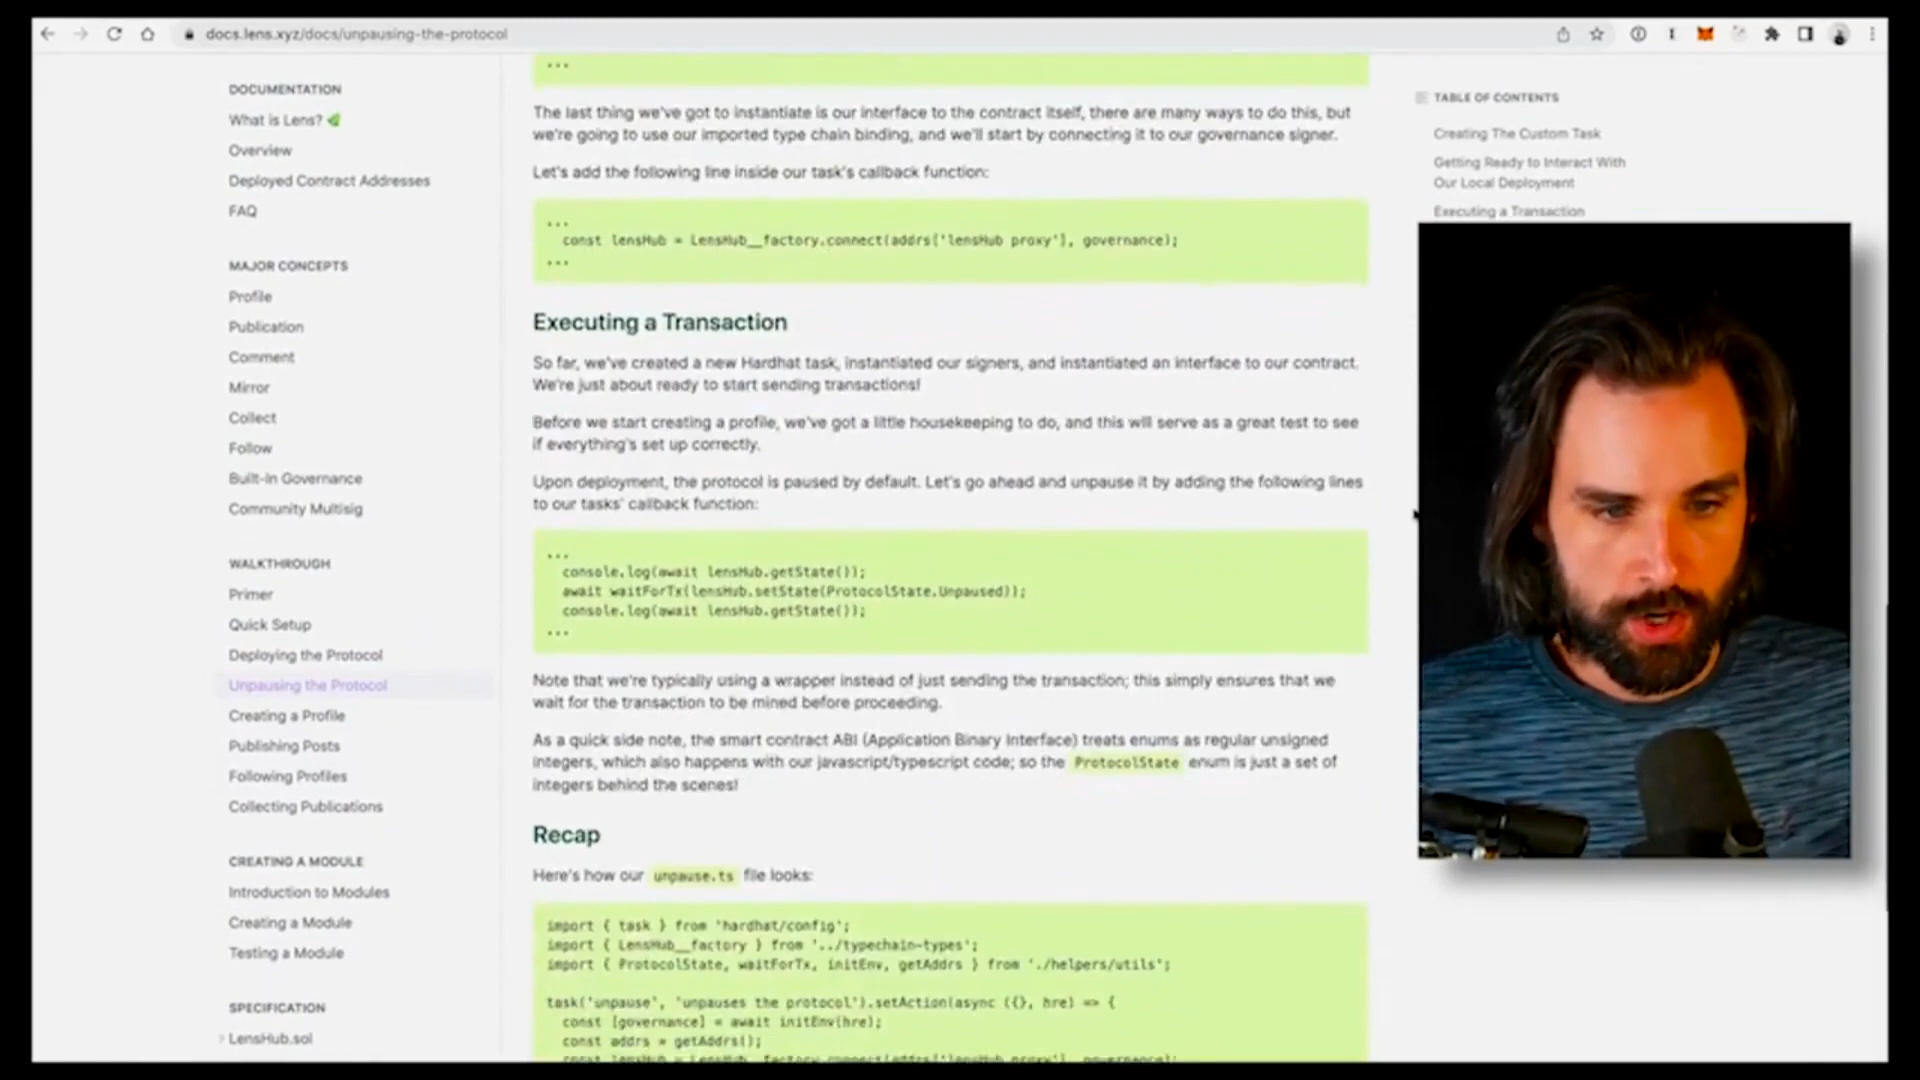 docs.lens.xyz/docs/unpausing-the-protocol
DOCUMENTATION
What is Lens?
Overview
Deployed Contract Addresses
FAQ
MAJOR CONCEPTS
Profile
Publication
Comment
Mirror
Collect
Follow
Built-In Governance
Community Multisig
WALKTHROUGH
Primer
Quick Setup
Deploying the Protocol
Unpausing the Protocol
Creating a Profile
Publishing Posts
Following Profiles
Collecting Publications
CREATING A MODULE
Introduction to Modules
Creating a Module
Testing a Module
SPECIFICATION
LensHub.sol
...
The last thing we've got to instantiate is our interface to the contract itself, there are many ways to do this, but
we're going to use our imported type chain binding, and we'll start by connecting it to our governance signer.
Let's add the following line inside our task's callback function:
...
const lensHub = LensHub__factory.connect(addrs['lensHub proxy'], governance);
...
Executing a Transaction
So far, we've created a new Hardhat task, instantiated our signers, and instantiated an interface to our contract.
We're just about ready to start sending transactions!
Before we start creating a profile, we've got a little housekeeping to do, and this will serve as a great test to see
if everything's set up correctly.
Upon deployment, the protocol is paused by default. Let's go ahead and unpause it by adding the following lines
to our tasks' callback function:
...
console.log(await lensHub.getState());
await waitForTx(lensHub.setState(ProtocolState.Unpaused));
console.log(await lensHub.getState());
...
Note that we're typically using a wrapper instead of just sending the transaction; this simply ensures that we
wait for the transaction to be mined before proceeding.
As a quick side note, the smart contract ABI (Application Binary Interface) treats enums as regular unsigned
integers, which also happens with our javascript/typescript code; so the ProtocolState enum is just a set of
integers behind the scenes!
Recap
Here's how our unpause.ts file looks:
import { task } from 'hardhat/config';
import { LensHub__factory } from '../typechain-types';
import { ProtocolState, waitForTx, initEnv, getAddrs } from './helpers/utils';
task('unpause', 'unpauses the protocol').setAction(async ({}, hre) => {
const [governance] = await initEnv(hre);
const addrs = getAddrs();
const lensHub = LensHub__factory.connect(addrs['lensHub proxy'], governance);
TABLE OF CONTENTS
Creating The Custom Task
Getting Ready to Interact With
Our Local Deployment
Executing a Transaction